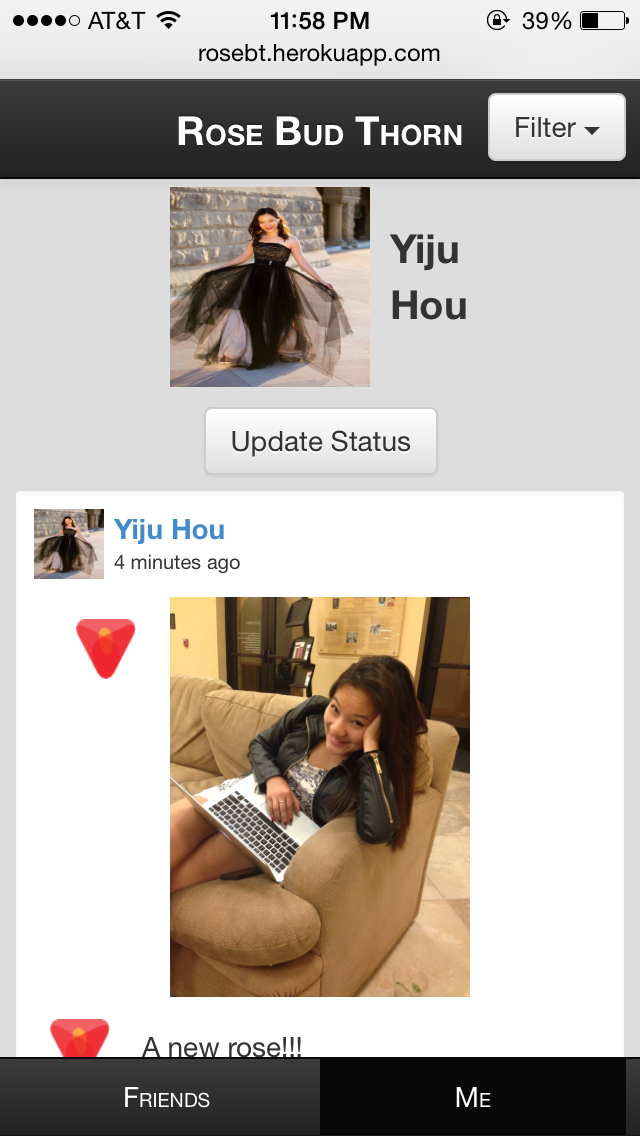 AT&T 11:58 PM 39%
rosebt.herokuapp.com
Rose Bud Thorn Filter
Yiju
Hou
Update Status
Yiju Hou
4 minutes ago
A new rose!!!
Friends Me